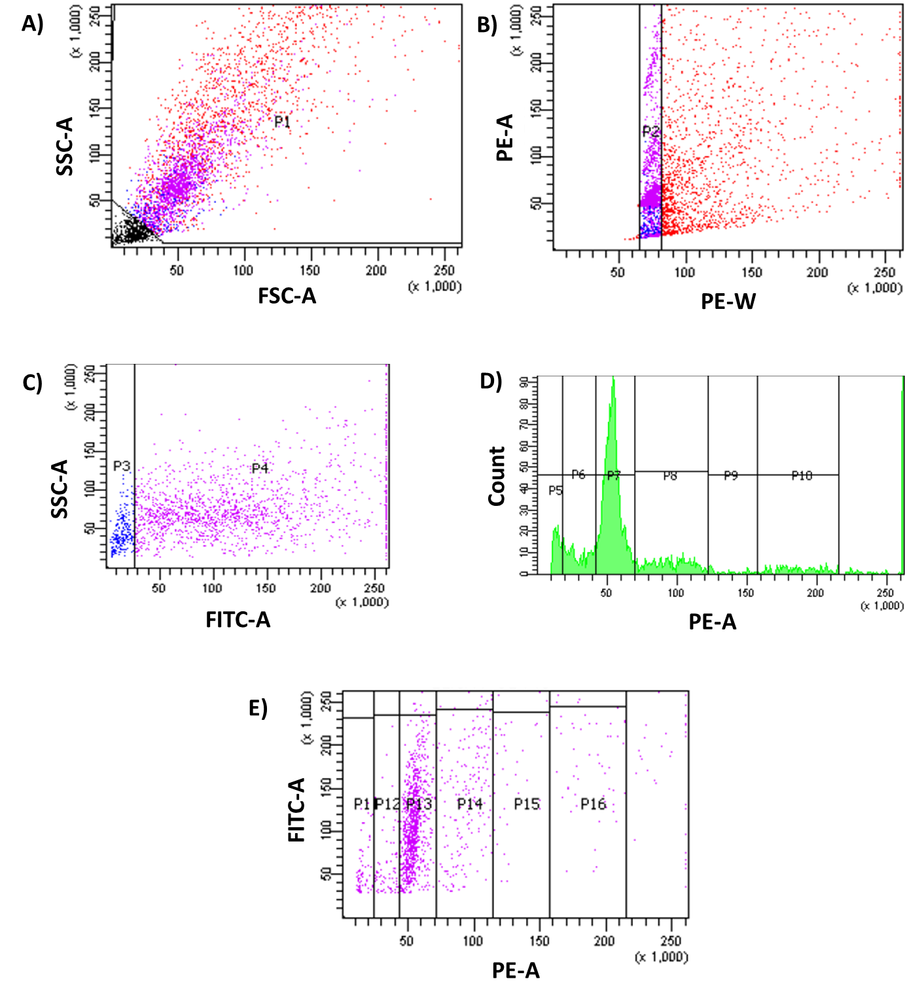 A)
(x 1,000)
250
200
150
100
50
SSC-A
P1
50 100 150 200 250
(x 1,000)
FSC-A
B)
(x 1,000)
250
200
150
100
50
PE-A
P2
50 100 150 200 250
(x 1,000)
PE-W
C)
(x 1,000)
250
200
150
100
50
SSC-A
P3
P4
50 100 150 200 250
(x 1,000)
FITC-A
D)
90
80
70
60
50
40
30
20
10
0
Count
P5
P6
P7
P8
P9
P10
50 100 150 200 250
(x 1,000)
PE-A
E)
(x 1,000)
250
200
150
100
50
FITC-A
P1 P12 P13 P14 P15 P16
50 100 150 200 250
(x 1,000)
PE-A